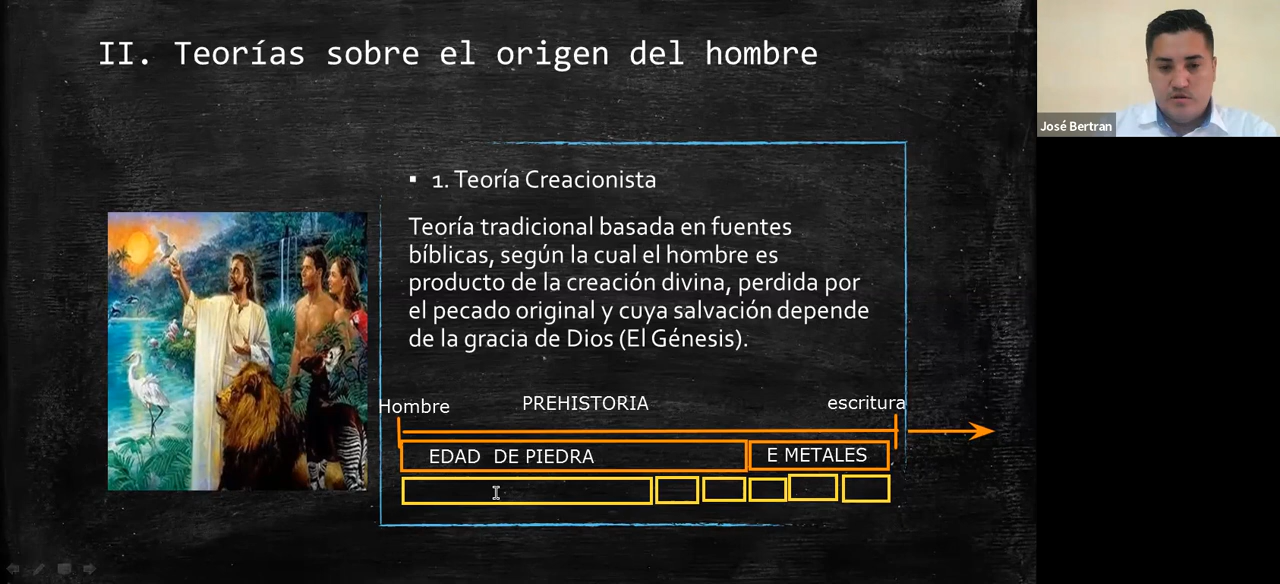 II. Teorías sobre el origen del hombre
José Bertran
▪ 1. Teoría Creacionista
Teoría tradicional basada en fuentes
bíblicas, según la cual el hombre es
producto de la creación divina, perdida por
el pecado original y cuya salvación depende
de la gracia de Dios (El Génesis).
Hombre PREHISTORIA escritura
EDAD DE PIEDRA E METALES